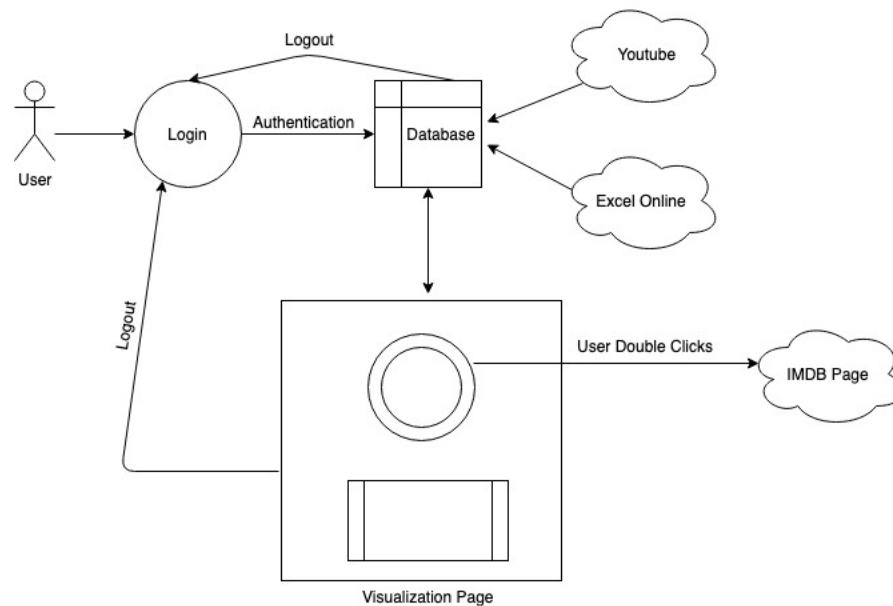 Logout
Youtube
Login
Authentication
Database
User
Excel Online
Logout
User Double Clicks
IMDB Page
Visualization Page